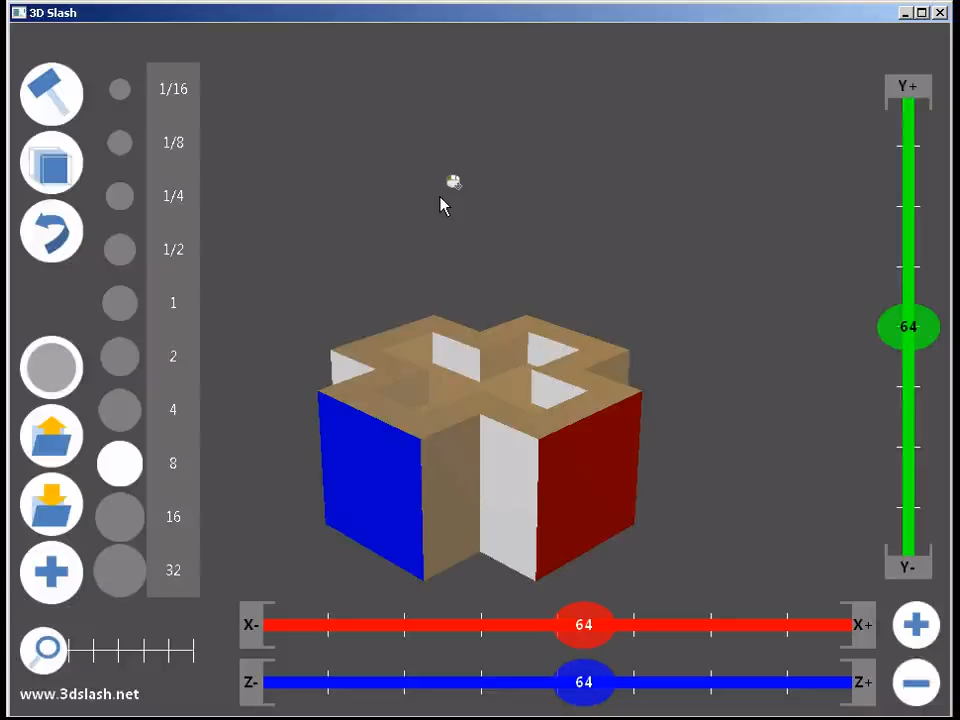 3D Slash
1/16
1/8
1/4
1/2
1
2
4
8
16
32
Y+
64
Y-
X-
64
X+
Z-
64
Z+
www.3dslash.net